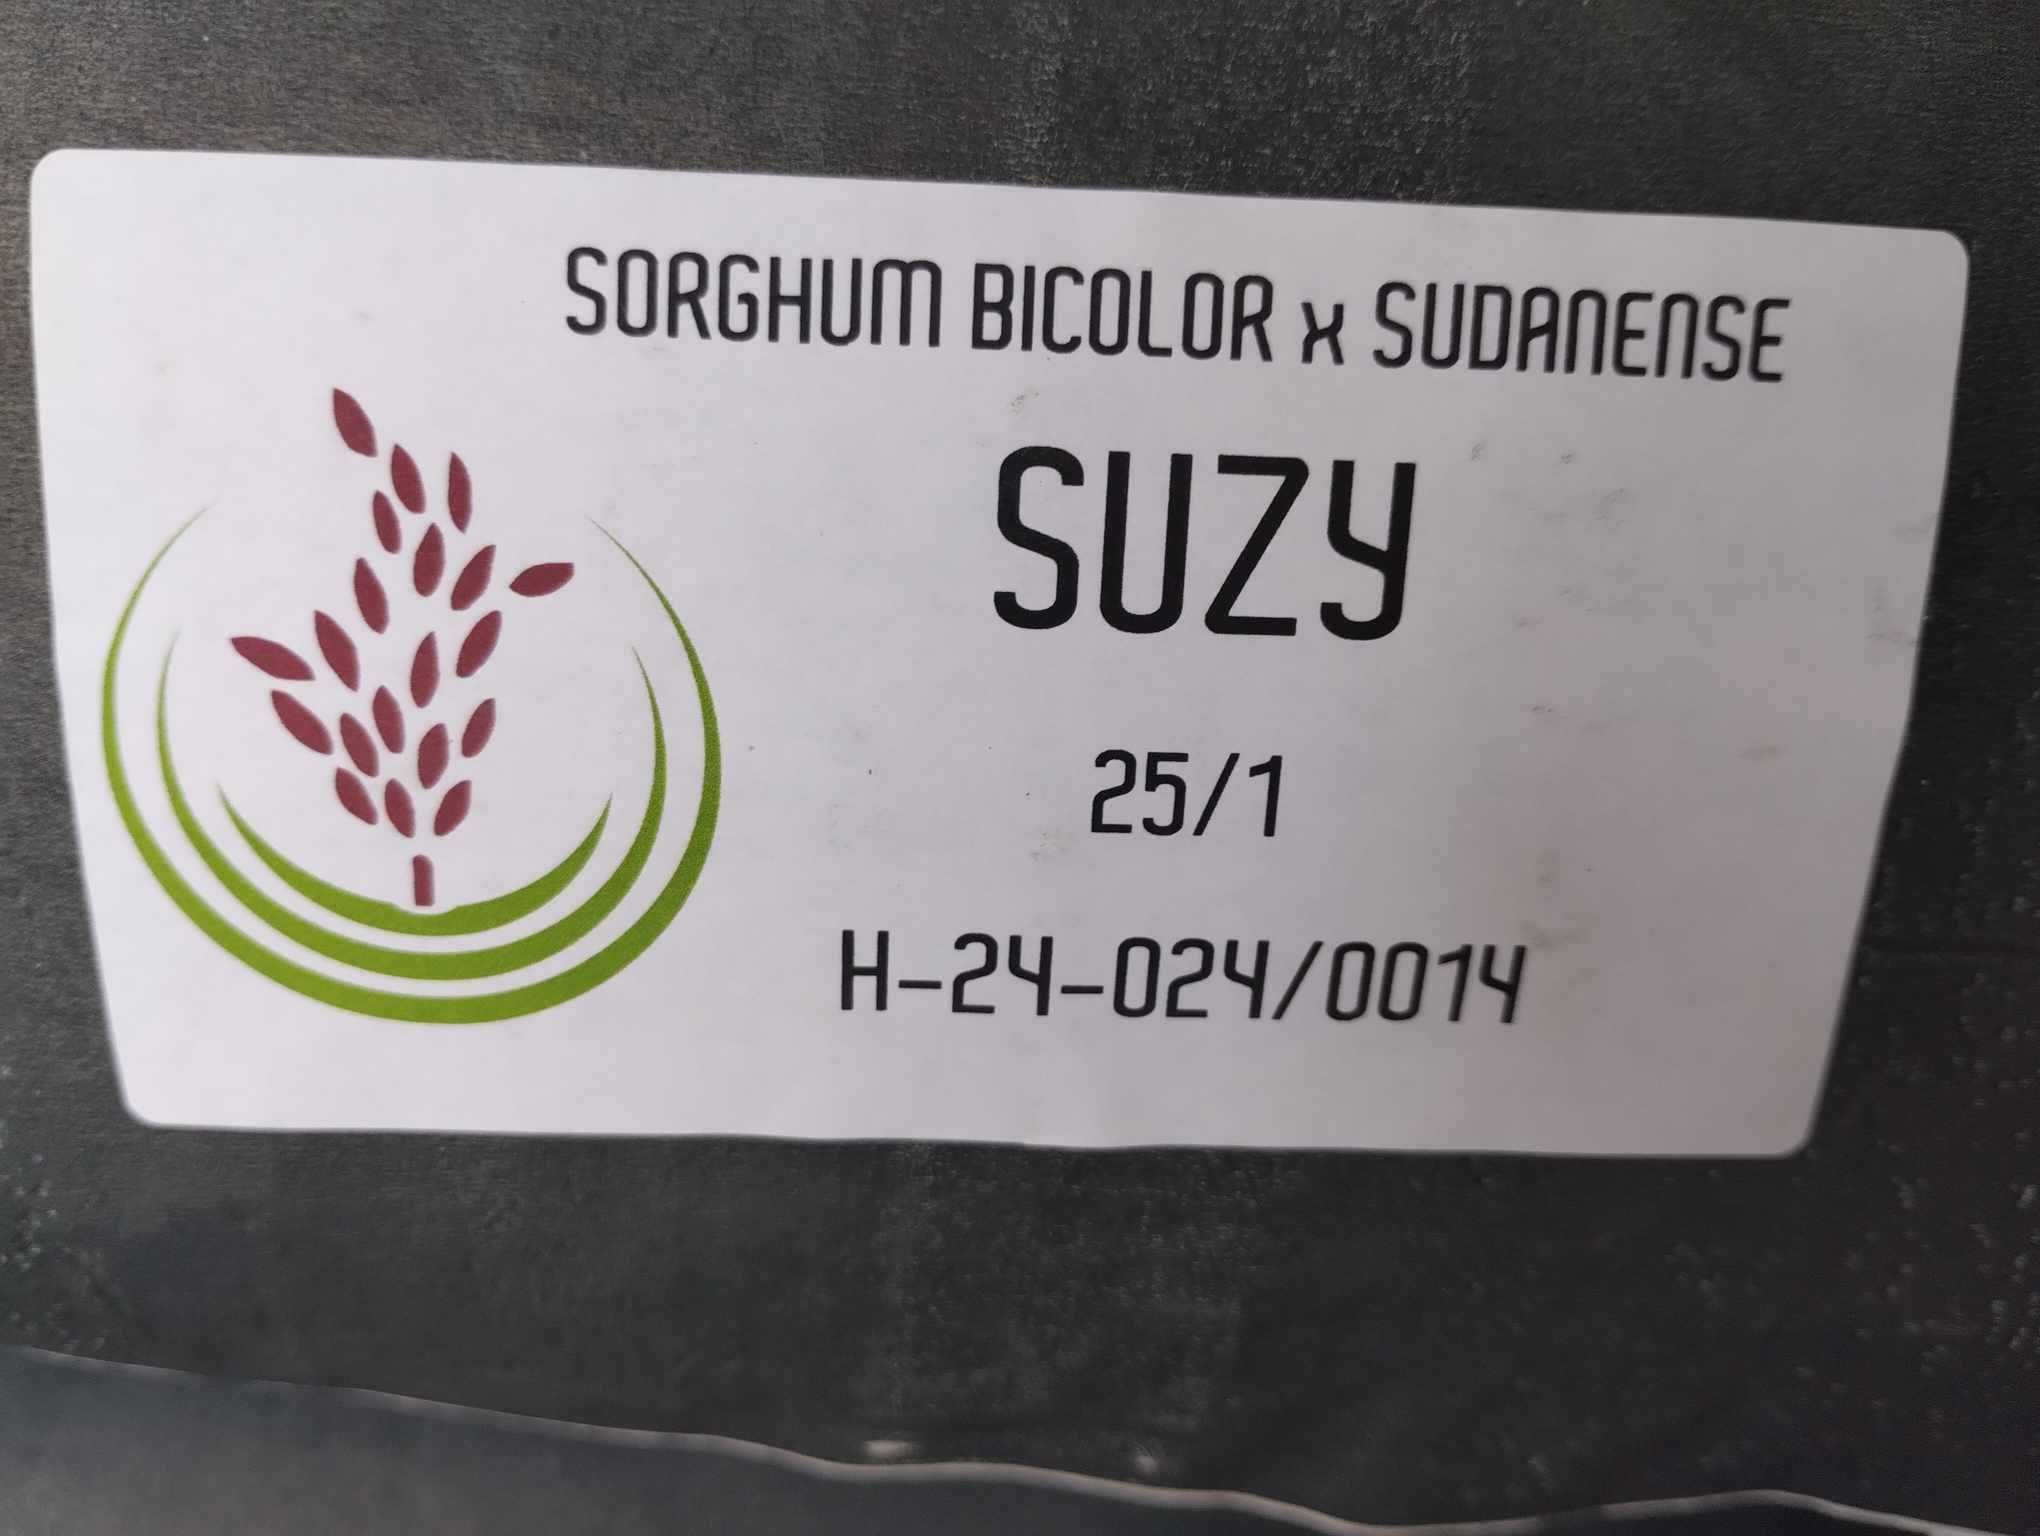 SORGHUM BICOLOR x SUDANENSE
SUZY
25/1
H-24-024/0014